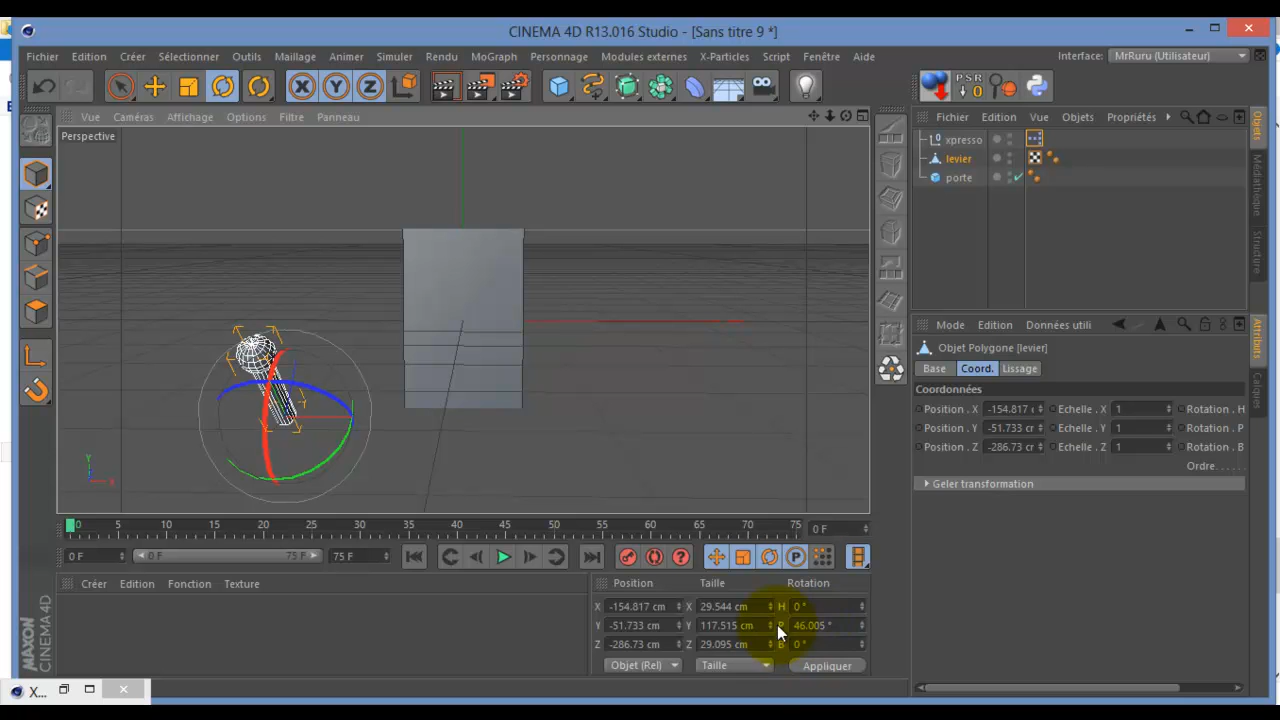 CINEMA 4D R13.016 Studio - [Sans titre 9 *]
Fichier Edition Créer Sélectionner Outils Maillage Animer Simuler Rendu MoGraph Personnage Modules externes X-Particles Script Fenêtre Aide Interface: MrRuru (Utilisateur)
X Y Z PSR 0
Vue Caméras Affichage Options Filtre Panneau
Perspective
Y
X
Fichier Edition Vue Objets Propriétés
xpresso
levier
porte
Objets
Médiathèque
Structure
Mode Edition Données utili
Objet Polygone [levier]
Base Coord. Lissage
Coordonnées
Position . X -154.817 Echelle . X 1 Rotation . H
Position . Y -51.733 cr Echelle . Y 1 Rotation . P
Position . Z -286.73 cr Echelle . Z 1 Rotation . B
Ordre. . . . .
Geler transformation
Attributs
Calques
0 5 10 15 20 25 30 35 40 45 50 55 60 65 70 75 0 F
0 F 0 F 75 F 75 F
P
Créer Edition Fonction Texture
Position Taille Rotation
X -154.817 cm X 29.544 cm H 0 °
Y -51.733 cm Y 117.515 cm P 46.005 °
Z -286.73 cm Z 29.095 cm B 0 °
Objet (Rel) Taille Appliquer
MAXON
CINEMA 4D
X...